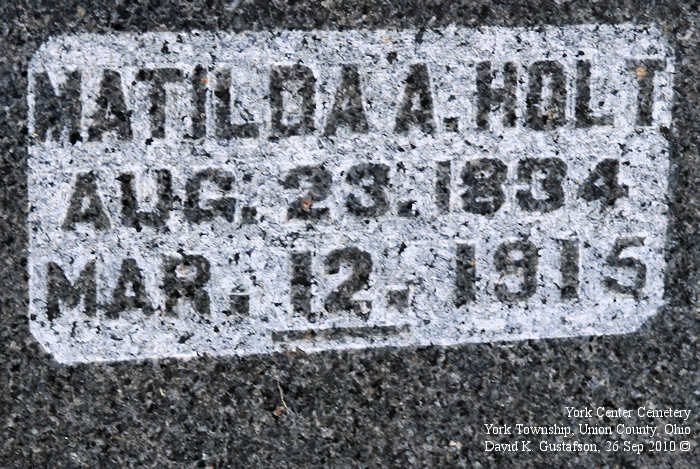 MATILDA A. HOLT
AUG. 23. 1834
MAR. 12. 1915
York Center Cemetery
York Township, Union County, Ohio
David K. Gustafson, 26 Sep 2010 ©